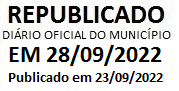 REPUBLICADO
DIÁRIO OFICIAL DO MUNICÍPIO
EM 28/09/2022
Publicado em 23/09/2022